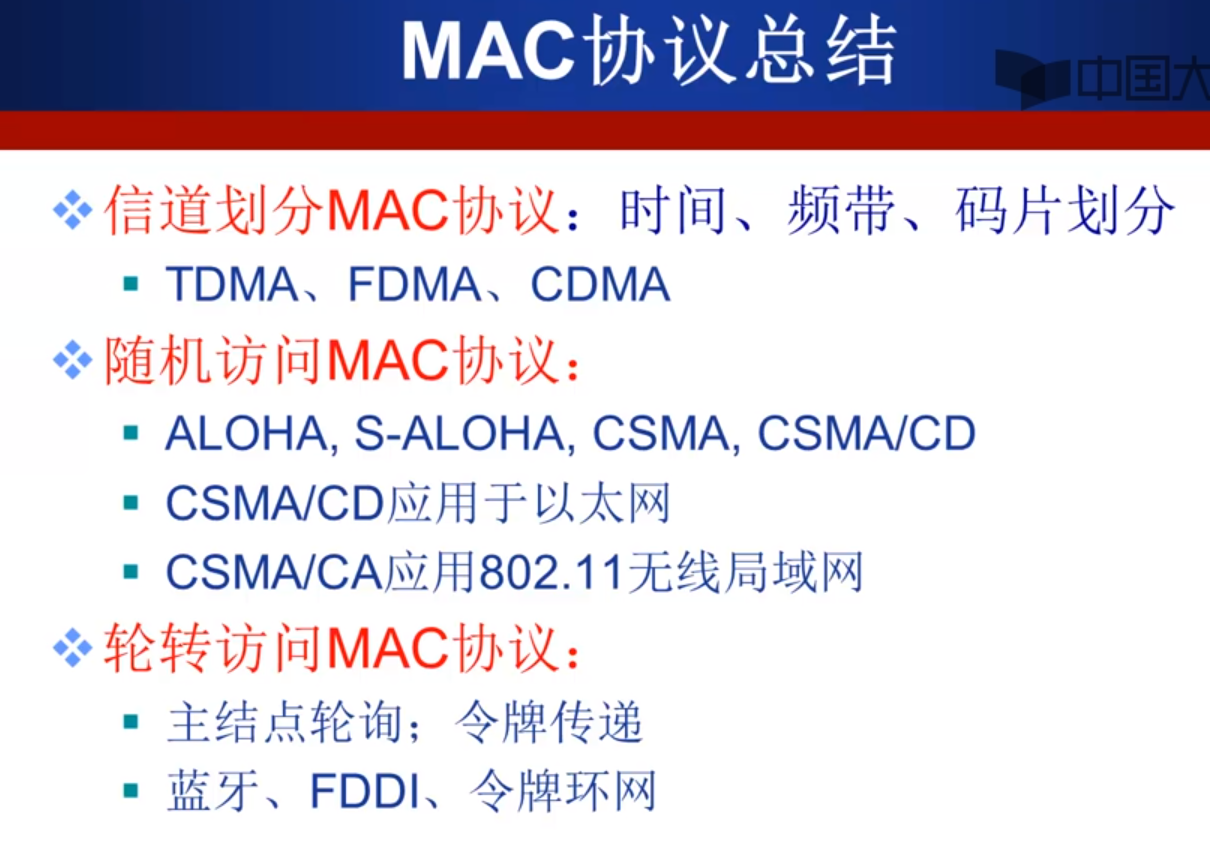 MAC协议总结
中国大
信道划分MAC协议：时间、频带、码片划分
TDMA、FDMA、CDMA
随机访问MAC协议：
ALOHA, S-ALOHA, CSMA, CSMA/CD
CSMA/CD应用于以太网
CSMA/CA应用802.11无线局域网
轮转访问MAC协议：
主结点轮询；令牌传递
蓝牙、FDDI、令牌环网